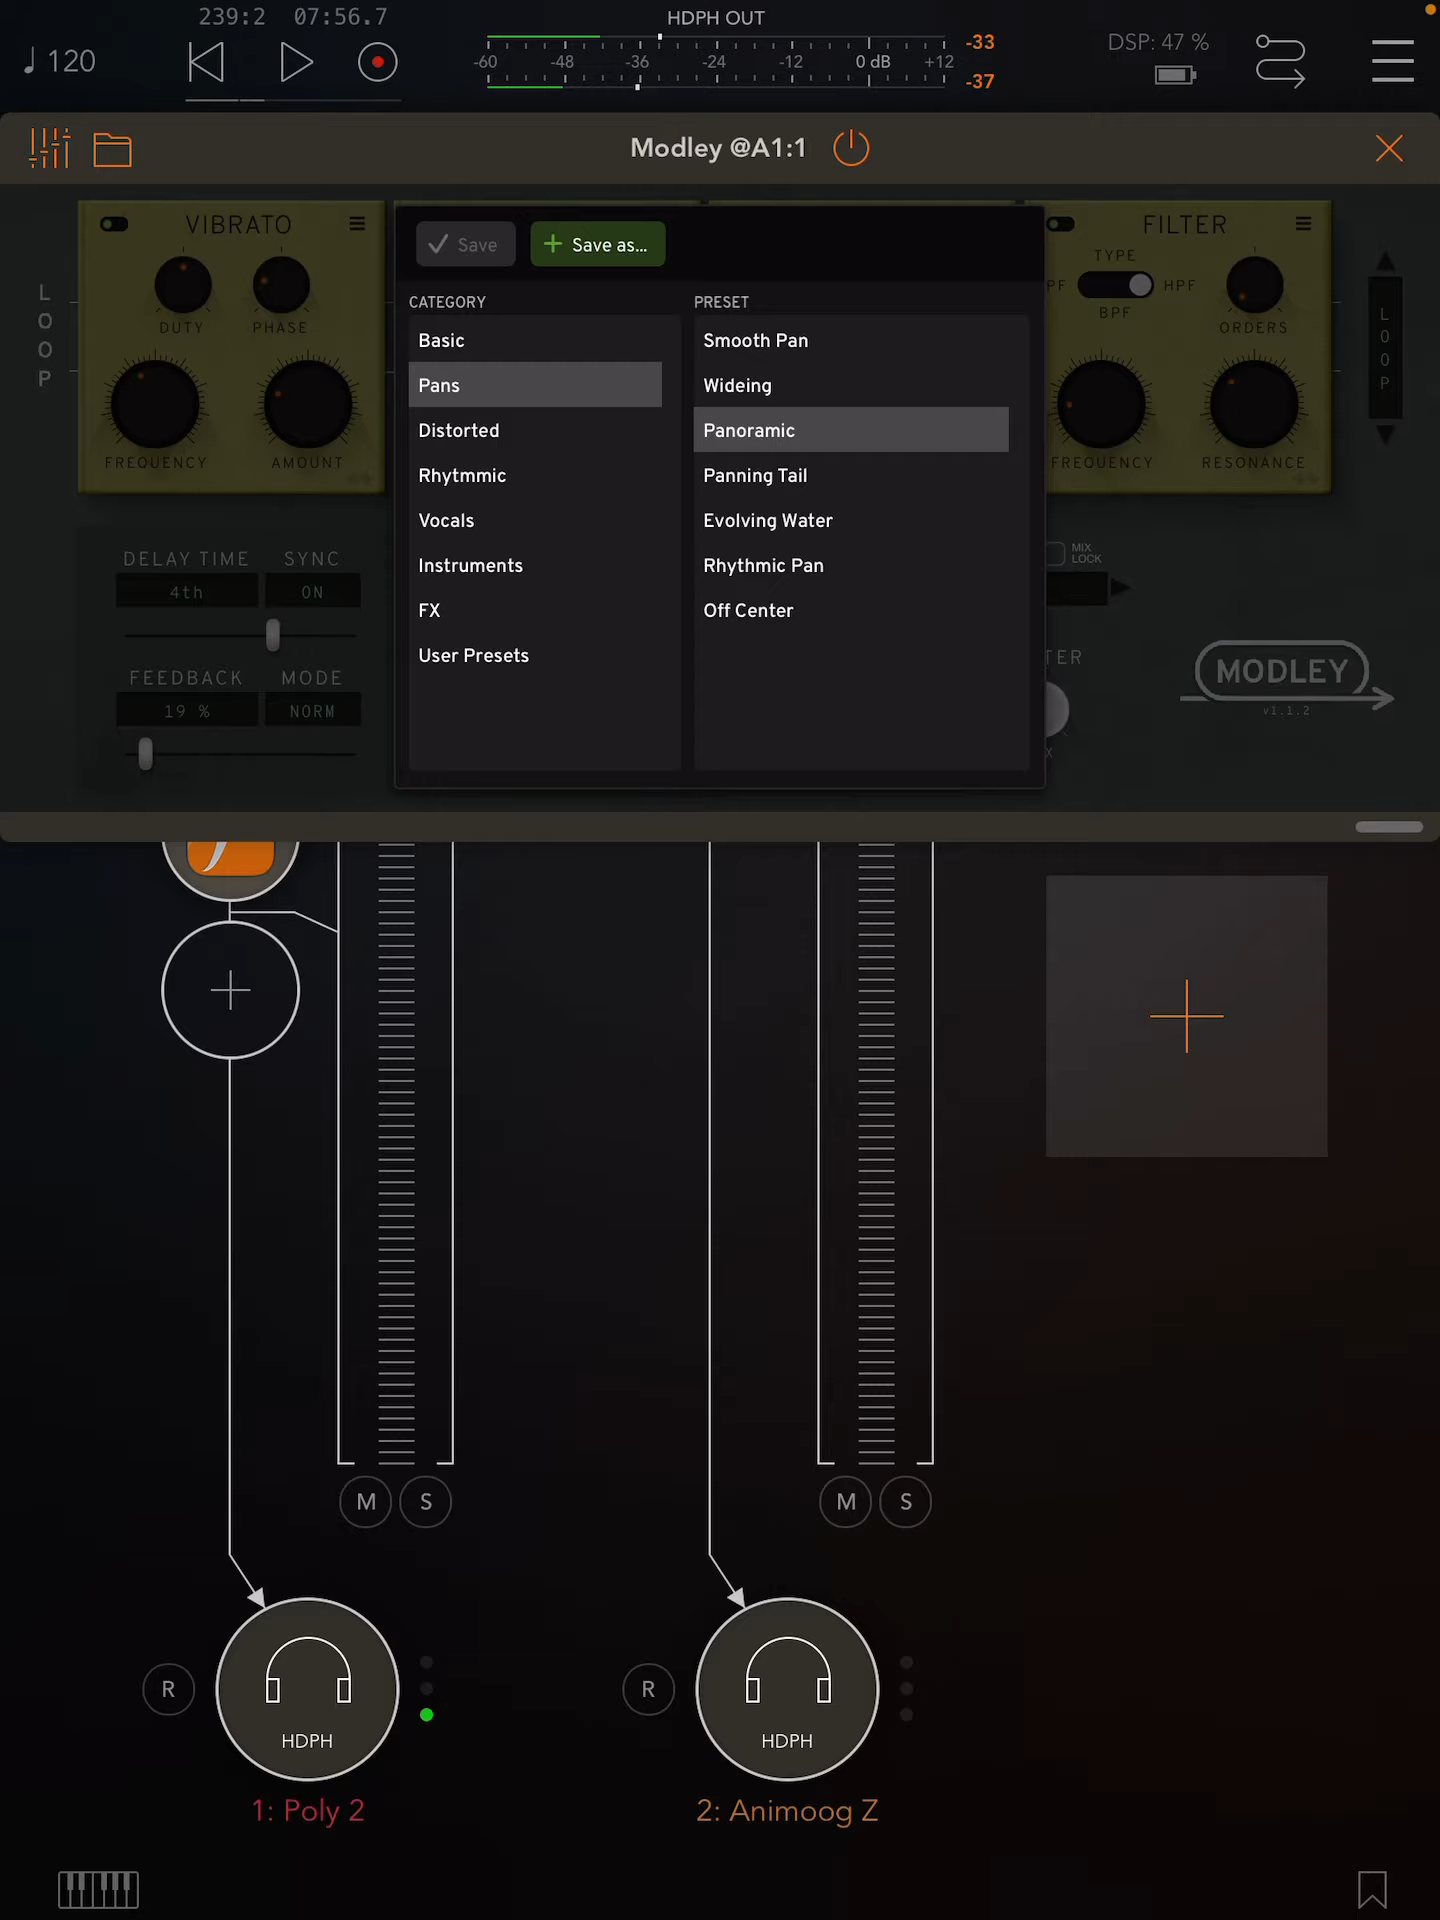 239:2 07:56.7
HDPH OUT
120
-60 -48 -36 -24 -12 0 dB +12
-33
-37
DSP: 47 %
Modley @A1:1
LOOP
VIBRATO
DUTY PHASE
FREQUENCY AMOUNT
Save
Save as...
CATEGORY
Basic
Pans
Distorted
Rhytmmic
Vocals
Instruments
FX
User Presets
PRESET
Smooth Pan
Wideing
Panoramic
Panning Tail
Evolving Water
Rhythmic Pan
Off Center
FILTER
TYPE
PF HPF
BPF
ORDERS
FREQUENCY RESONANCE
LOOP
DELAY TIME SYNC
4th ON
FEEDBACK MODE
19 % NORM
MIX
LOCK
TER
X
MODLEY
v1.1.2
M S
M S
R
HDPH
R
HDPH
1: Poly 2
2: Animoog Z